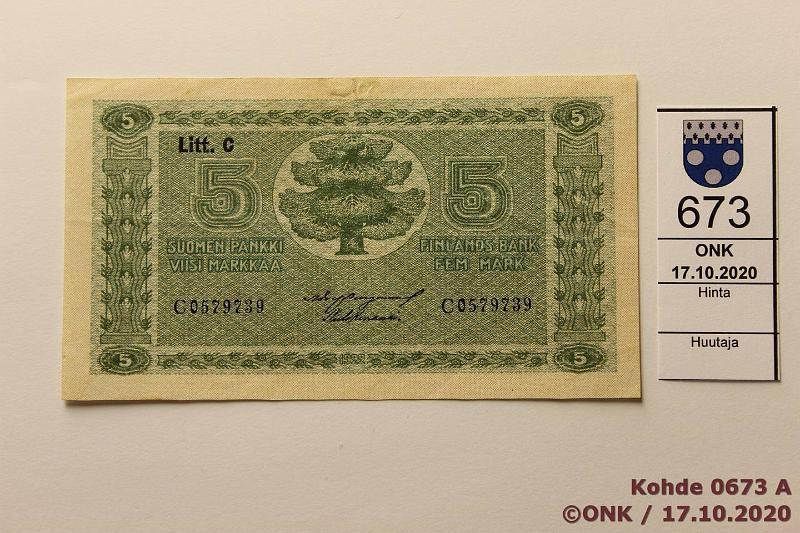 5 5
Litt. C
5 5
SUOMEN PANKKI FINLANDS BANK
VIISI MARKKAA FEM MARK
C0579739 C0579739
5 5
673
ONK
17.10.2020
Hinta
Huutaja
Kohde 0673 A
©ONK / 17.10.2020